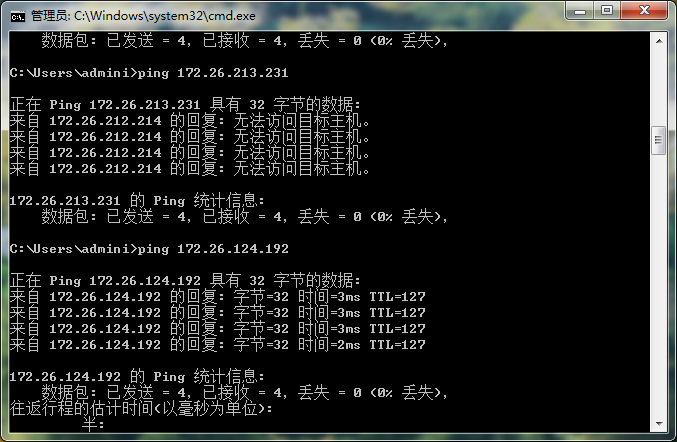 管理员: C:\Windows\system32\cmd.exe
数据包: 已发送 = 4, 已接收 = 4, 丢失 = 0 (0% 丢失),
C:\Users\admini>ping 172.26.213.231
正在 Ping 172.26.213.231 具有 32 字节的数据:
来自 172.26.212.214 的回复: 无法访问目标主机。
来自 172.26.212.214 的回复: 无法访问目标主机。
来自 172.26.212.214 的回复: 无法访问目标主机。
来自 172.26.212.214 的回复: 无法访问目标主机。
172.26.213.231 的 Ping 统计信息:
数据包: 已发送 = 4, 已接收 = 4, 丢失 = 0 (0% 丢失),
C:\Users\admini>ping 172.26.124.192
正在 Ping 172.26.124.192 具有 32 字节的数据:
来自 172.26.124.192 的回复: 字节=32 时间=3ms TTL=127
来自 172.26.124.192 的回复: 字节=32 时间=3ms TTL=127
来自 172.26.124.192 的回复: 字节=32 时间=3ms TTL=127
来自 172.26.124.192 的回复: 字节=32 时间=2ms TTL=127
172.26.124.192 的 Ping 统计信息:
数据包: 已发送 = 4, 已接收 = 4, 丢失 = 0 (0% 丢失),
往返行程的估计时间(以毫秒为单位):
半: